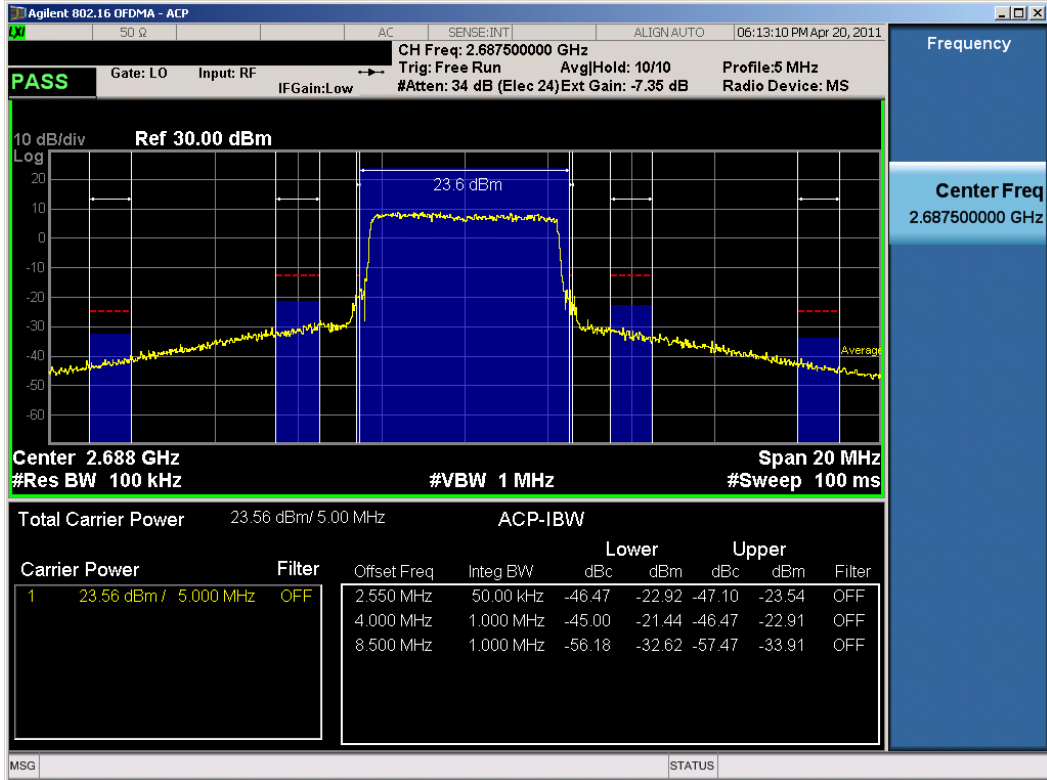 Agilent 802.16 OFDMA - ACP
LXI 50 Ω AC SENSE:INT ALIGN AUTO 06:13:10 PM Apr 20, 2011
CH Freq: 2.687500000 GHz
Gate: LO Input: RF Trig: Free Run Avg|Hold: 10/10 Profile:5 MHz
PASS IFGain:Low #Atten: 34 dB (Elec 24) Ext Gain: -7.35 dB Radio Device: MS
Frequency
Center Freq
2.687500000 GHz
10 dB/div Ref 30.00 dBm
Log
20
10
0
-10
-20
-30
-40
-50
-60
23.6 dBm
Average
Center 2.688 GHz Span 20 MHz
#Res BW 100 kHz #VBW 1 MHz #Sweep 100 ms
Total Carrier Power 23.56 dBm/ 5.00 MHz ACP-IBW
Lower Upper
Carrier Power Filter Offset Freq Integ BW dBc dBm dBc dBm Filter
1 23.56 dBm / 5.000 MHz OFF 2.550 MHz 50.00 kHz -46.47 -22.92 -47.10 -23.54 OFF
4.000 MHz 1.000 MHz -45.00 -21.44 -46.47 -22.91 OFF
8.500 MHz 1.000 MHz -56.18 -32.62 -57.47 -33.91 OFF
MSG STATUS